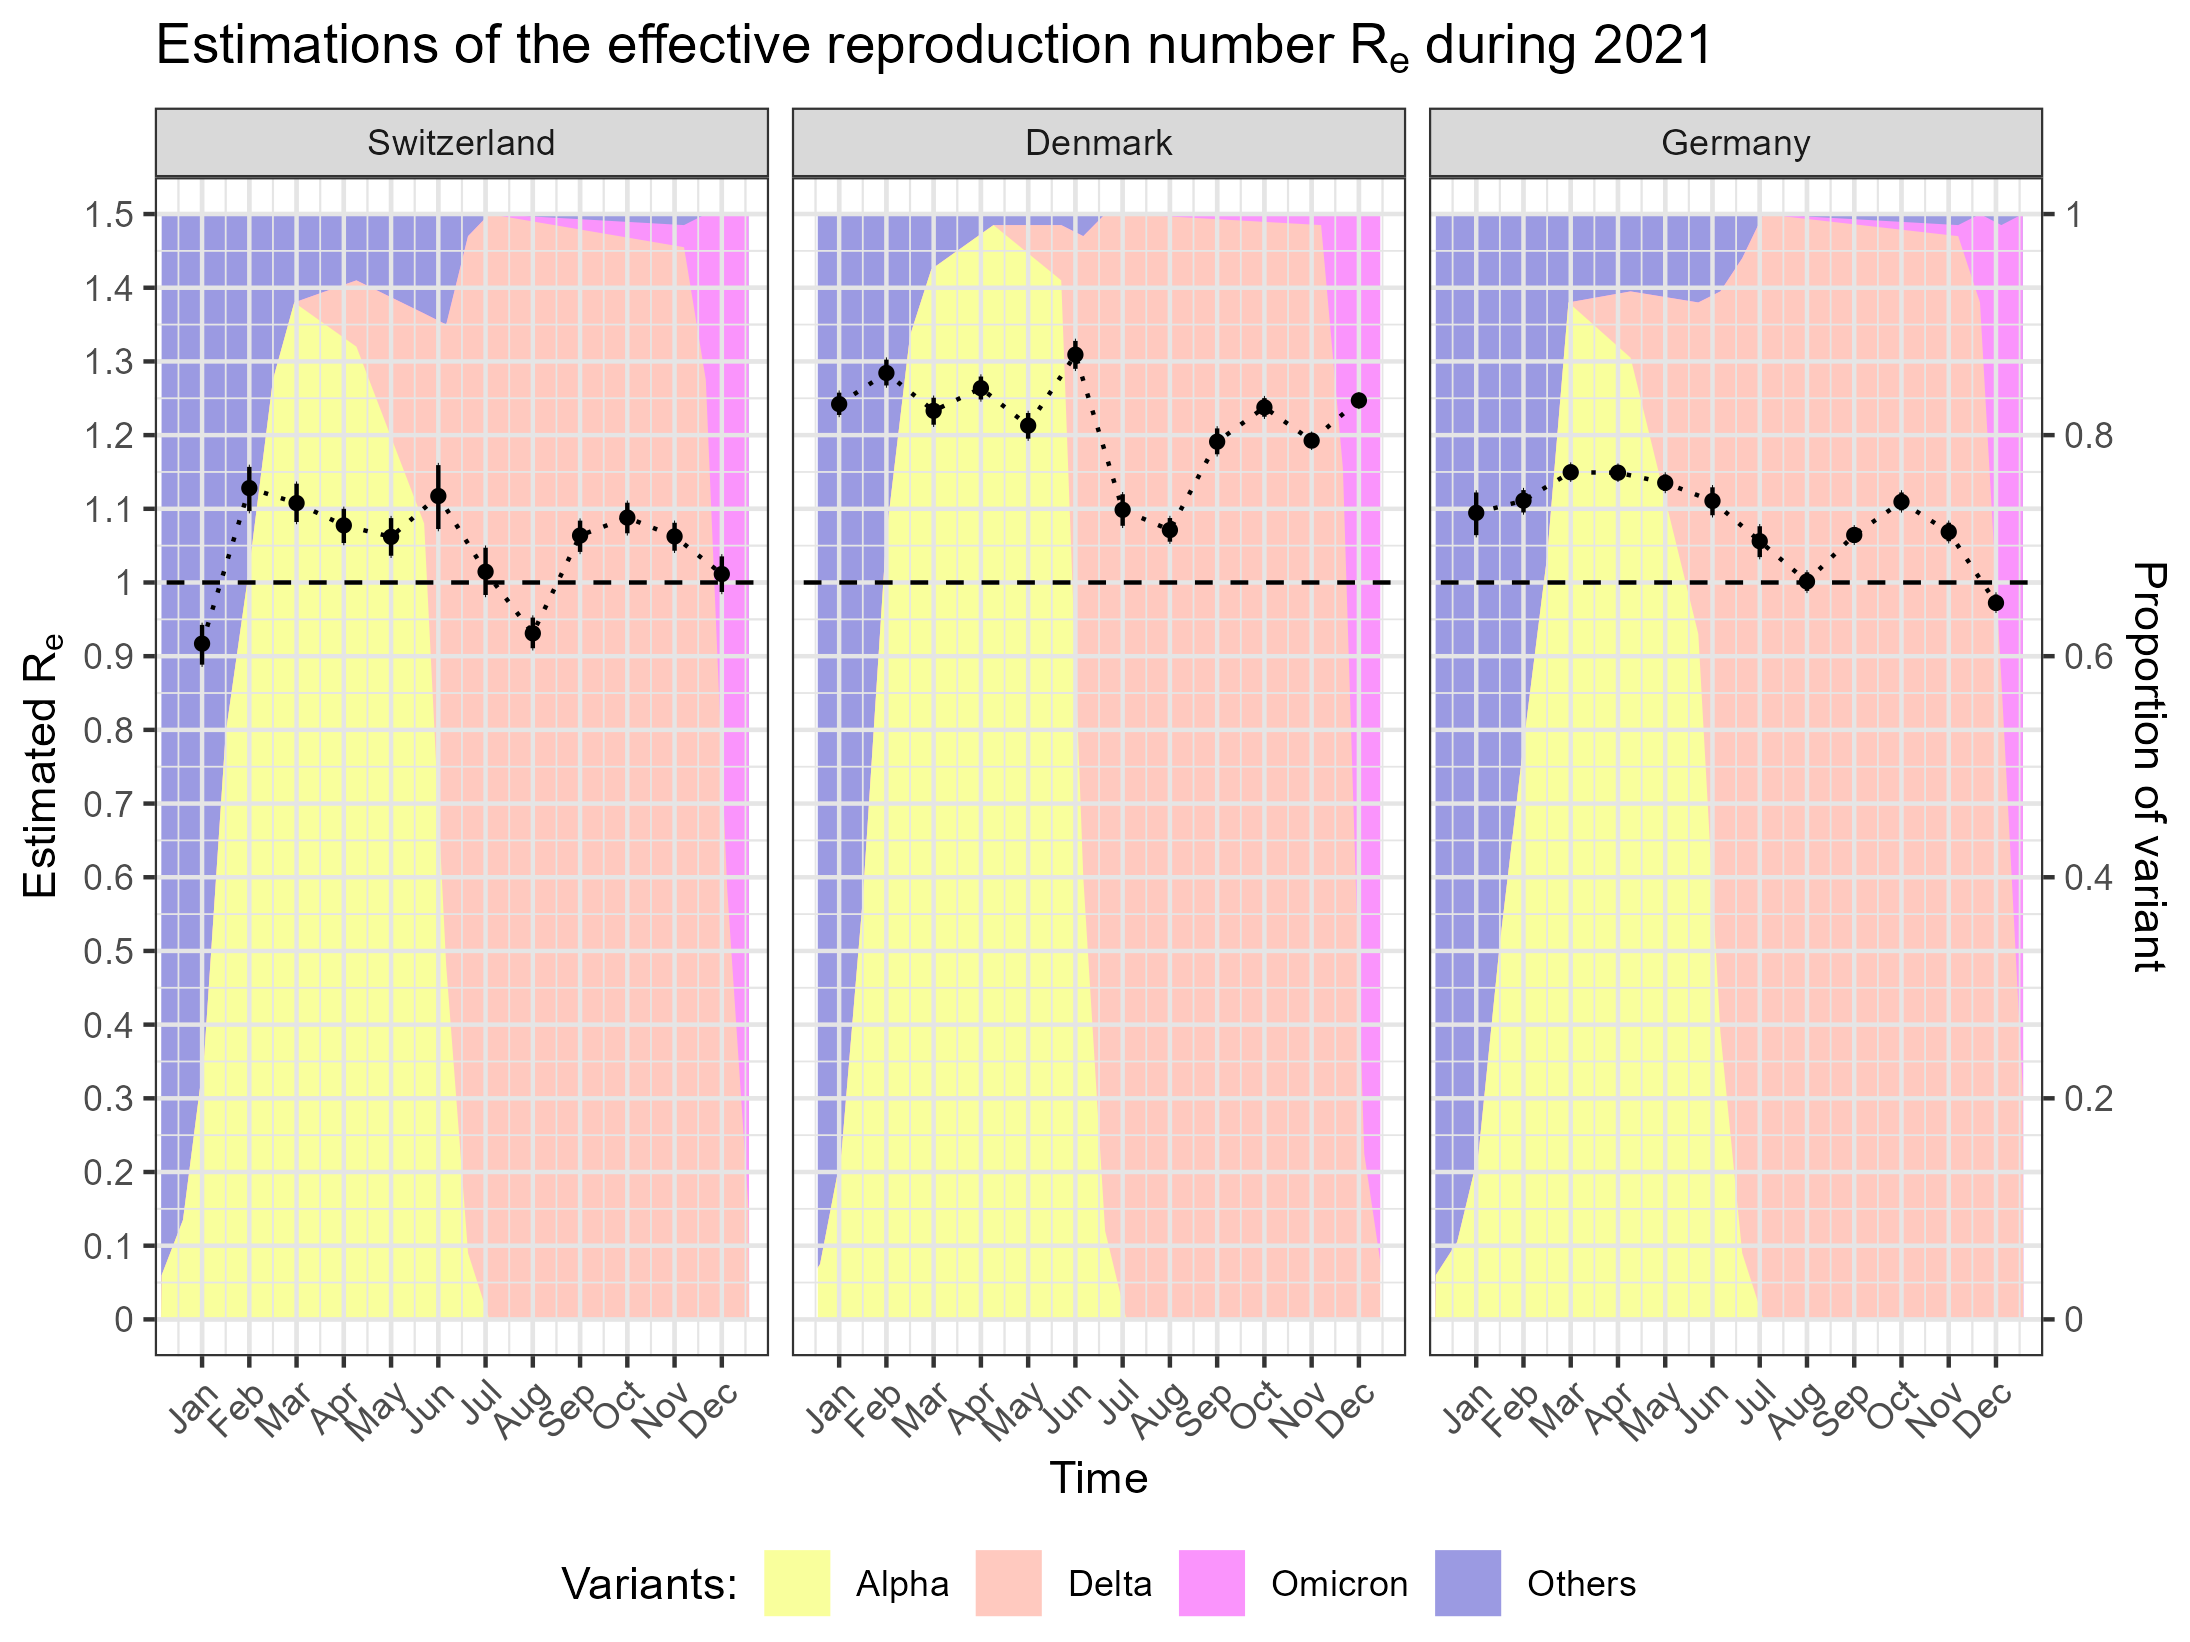 Estimations of the effective reproduction number Re during 2021
Switzerland
Denmark
Germany
1.5
1.4
1.3
1.2
1.1
1
0.9
0.8
0.7
0.6
0.5
0.4
0.3
0.2
0.1
0
Estimated Re
1
0.8
0.6
0.4
0.2
0
Proportion of variant
Jan Feb Mar Apr May Jun Jul Aug Sep Oct Nov Dec
Jan Feb Mar Apr May Jun Jul Aug Sep Oct Nov Dec
Jan Feb Mar Apr May Jun Jul Aug Sep Oct Nov Dec
Time
Variants: Alpha Delta Omicron Others